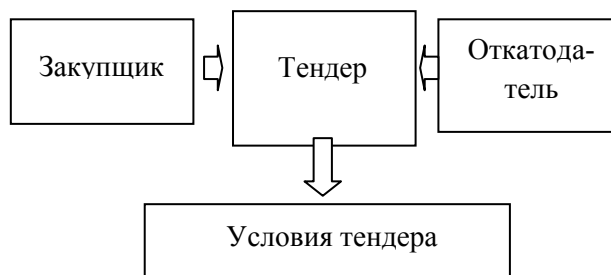 Закупщик
Тендер
Откатода-
тель
Условия тендера